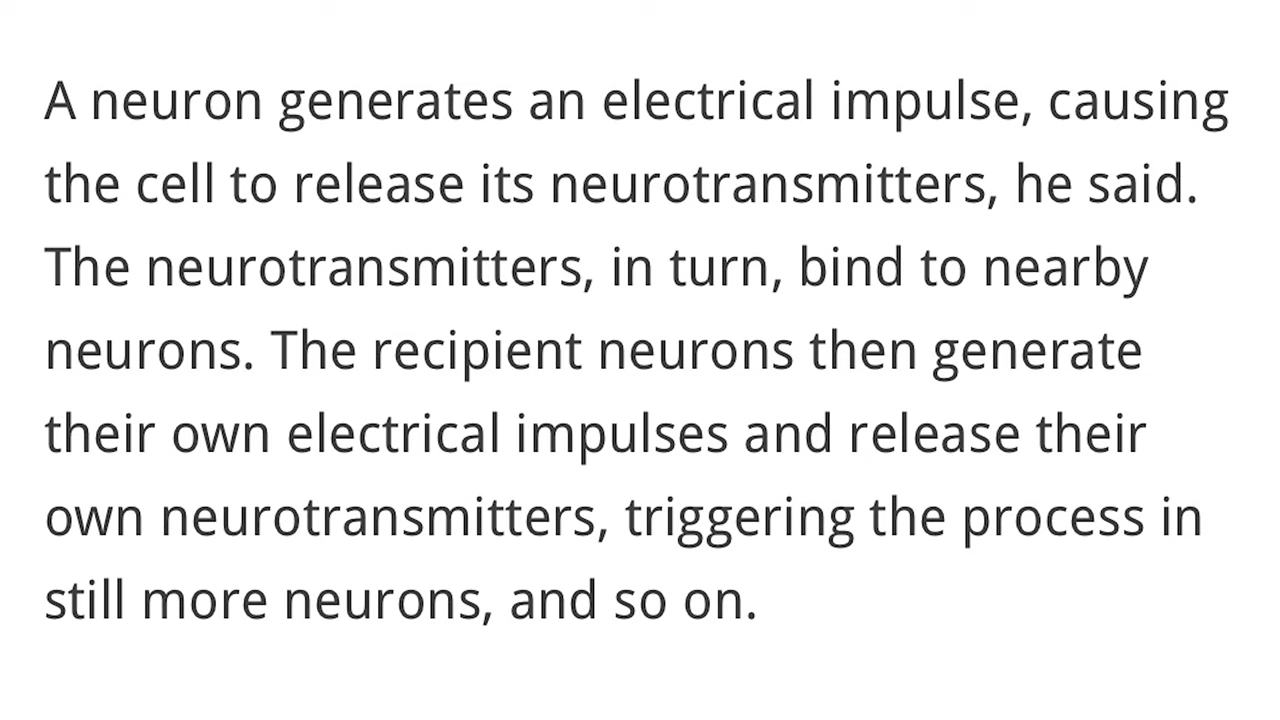 A neuron generates an electrical impulse, causing
the cell to release its neurotransmitters, he said.
The neurotransmitters, in turn, bind to nearby
neurons. The recipient neurons then generate
their own electrical impulses and release their
own neurotransmitters, triggering the process in
still more neurons, and so on.